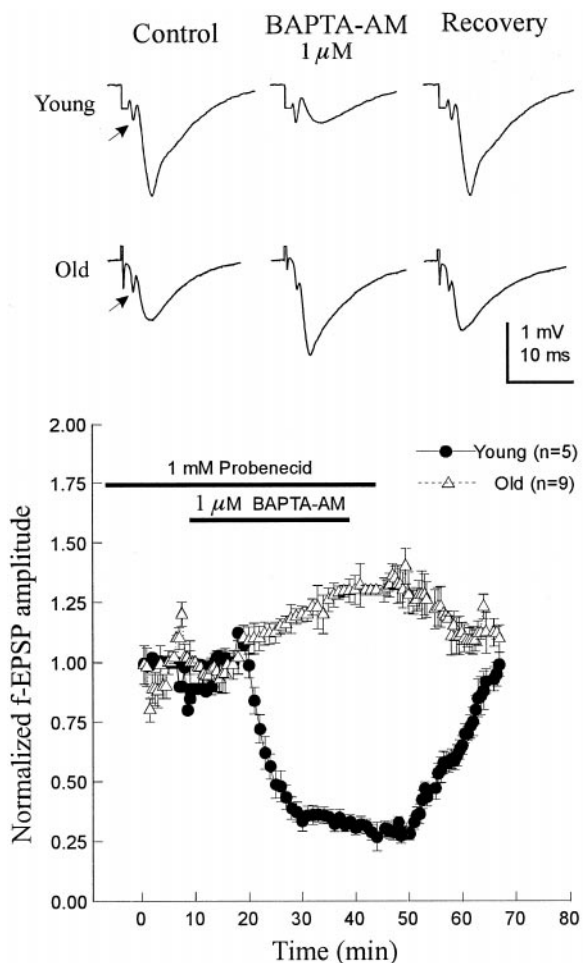 Control BAPTA-AM Recovery
1 μM
Young
Old
1 mV
10 ms
2.00
1.75
1.50
1.25
1.00
0.75
0.50
0.25
0.00
Normalized f-EPSP amplitude
1 mM Probenecid
1 μM BAPTA-AM
Young (n=5)
Old (n=9)
0 10 20 30 40 50 60 70 80
Time (min)